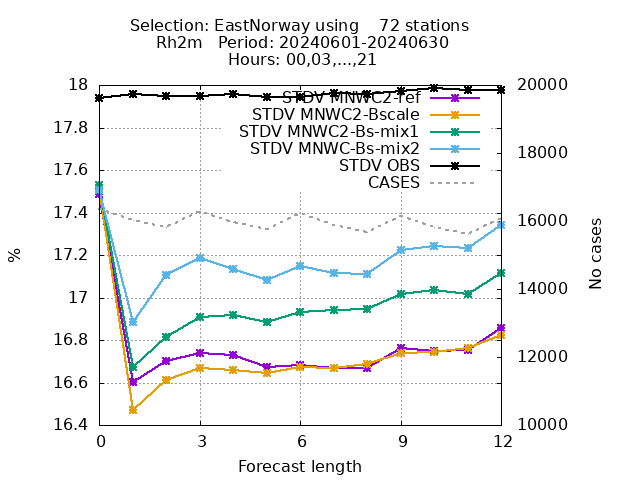 Selection: EastNorway using 72 stations
Rh2m Period: 20240601-20240630
Hours: 00,03,...,21
18 20000
STDV MNWC2-ref
17.8 STDV MNWC2-Bscale
STDV MNWC2-Bs-mix1
18000
STDV MNWC-Bs-mix2
17.6 STDV OBS
CASES
17.4 16000
17.2
17 14000
16.8
12000
16.6
16.4 10000
0 3 6 9 12
Forecast length
%
No cases